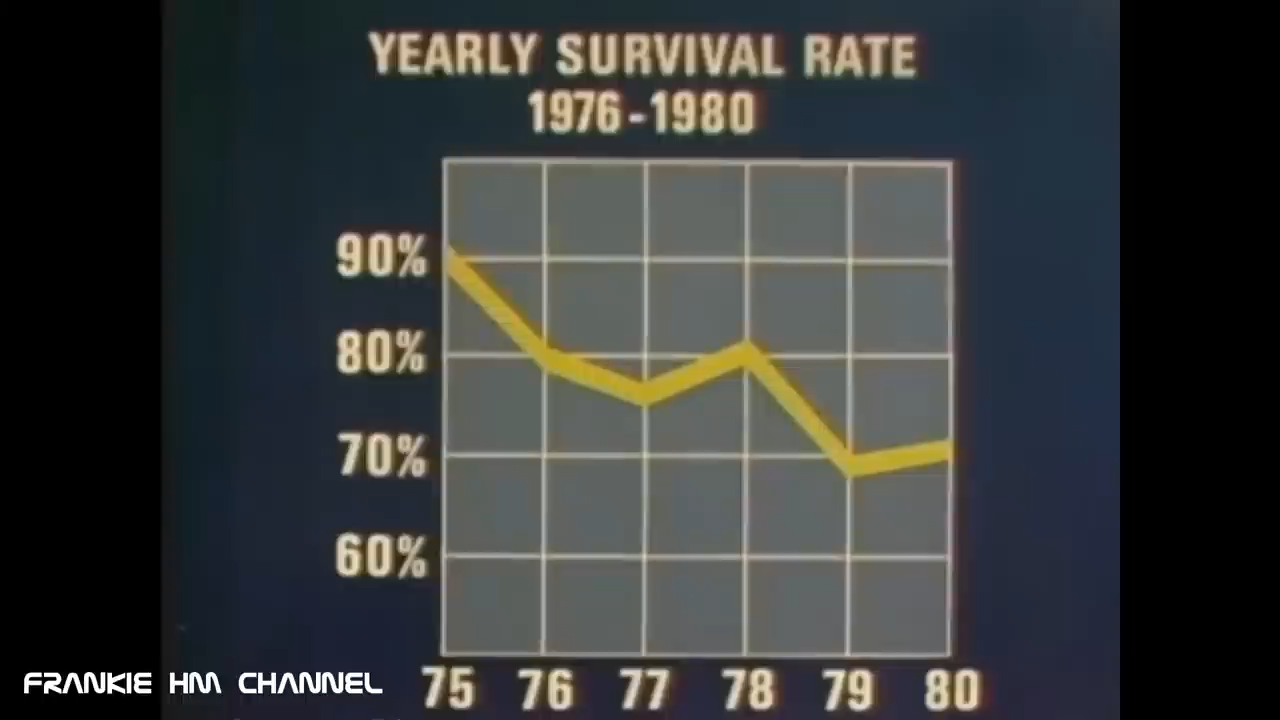 YEARLY SURVIVAL RATE
1976-1980
90%
80%
70%
60%
75 76 77 78 79 80
FRANKIE HM CHANNEL